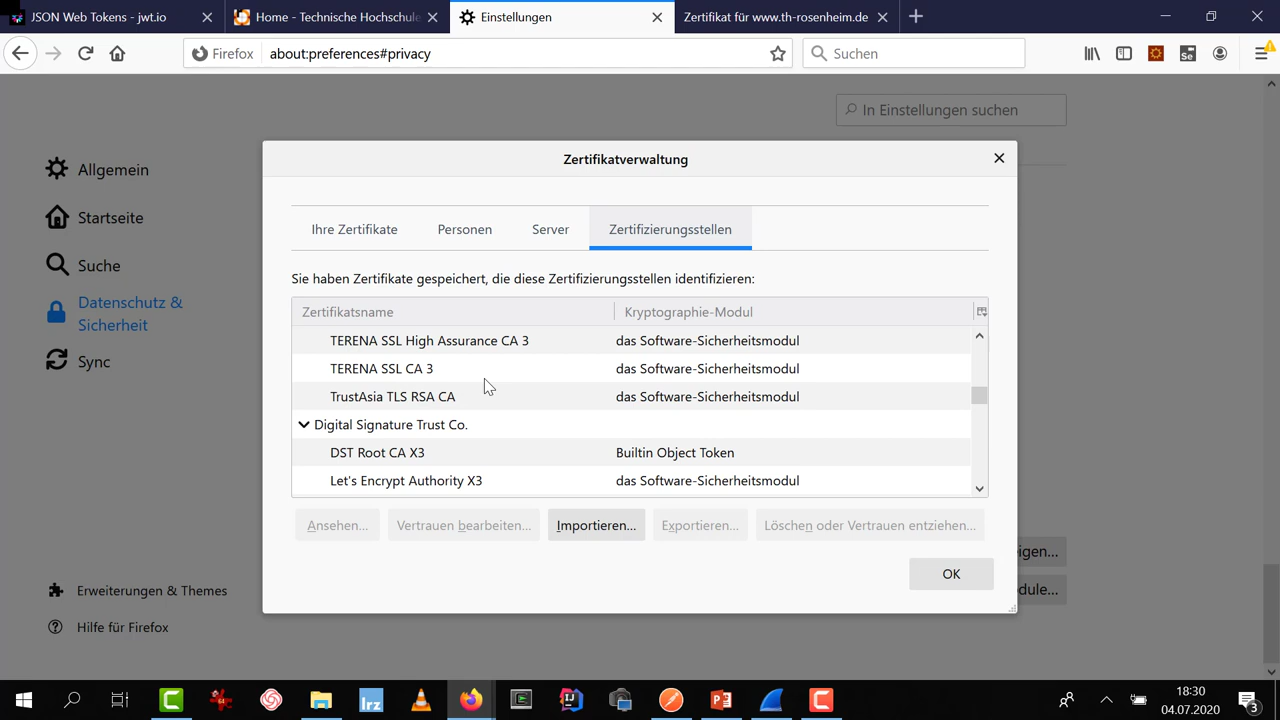 JSON Web Tokens - jwt.io
Home - Technische Hochschule
Einstellungen
Zertifikat für www.th-rosenheim.de
Firefox
about:preferences#privacy
Suchen
Se
In Einstellungen suchen
Allgemein
Startseite
Suche
Datenschutz &
Sicherheit
Sync
Erweiterungen & Themes
Hilfe für Firefox
Zertifikatverwaltung
Ihre Zertifikate
Personen
Server
Zertifizierungsstellen
Sie haben Zertifikate gespeichert, die diese Zertifizierungsstellen identifizieren:
Zertifikatsname
Kryptographie-Modul
TERENA SSL High Assurance CA 3
das Software-Sicherheitsmodul
TERENA SSL CA 3
das Software-Sicherheitsmodul
TrustAsia TLS RSA CA
das Software-Sicherheitsmodul
Digital Signature Trust Co.
DST Root CA X3
Builtin Object Token
Let's Encrypt Authority X3
das Software-Sicherheitsmodul
Ansehen...
Vertrauen bearbeiten...
Importieren...
Exportieren...
Löschen oder Vertrauen entziehen...
OK
eigen...
dule...
lrz
18:30
04.07.2020
3